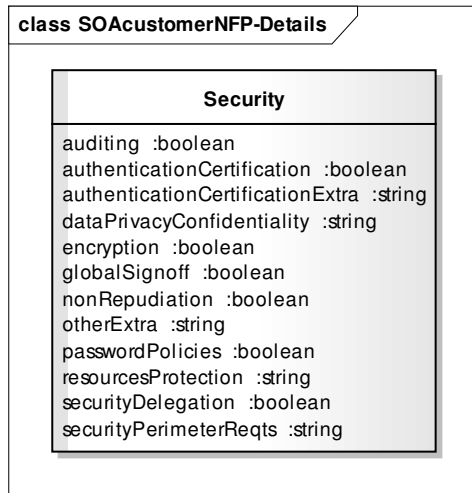 class SOAcustomerNFP-Details
Security
auditing :boolean
authenticationCertification :boolean
authenticationCertificationExtra :string
dataPrivacyConfidentiality :string
encryption :boolean
globalSignoff :boolean
nonRepudiation :boolean
otherExtra :string
passwordPolicies :boolean
resourcesProtection :string
securityDelegation :boolean
securityPerimeterReqts :string